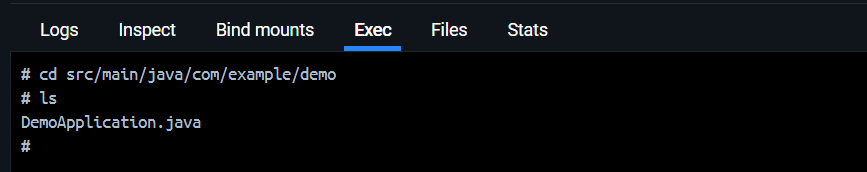 Logs Inspect Bind mounts Exec Files Stats
# cd src/main/java/com/example/demo
# ls
DemoApplication.java
#